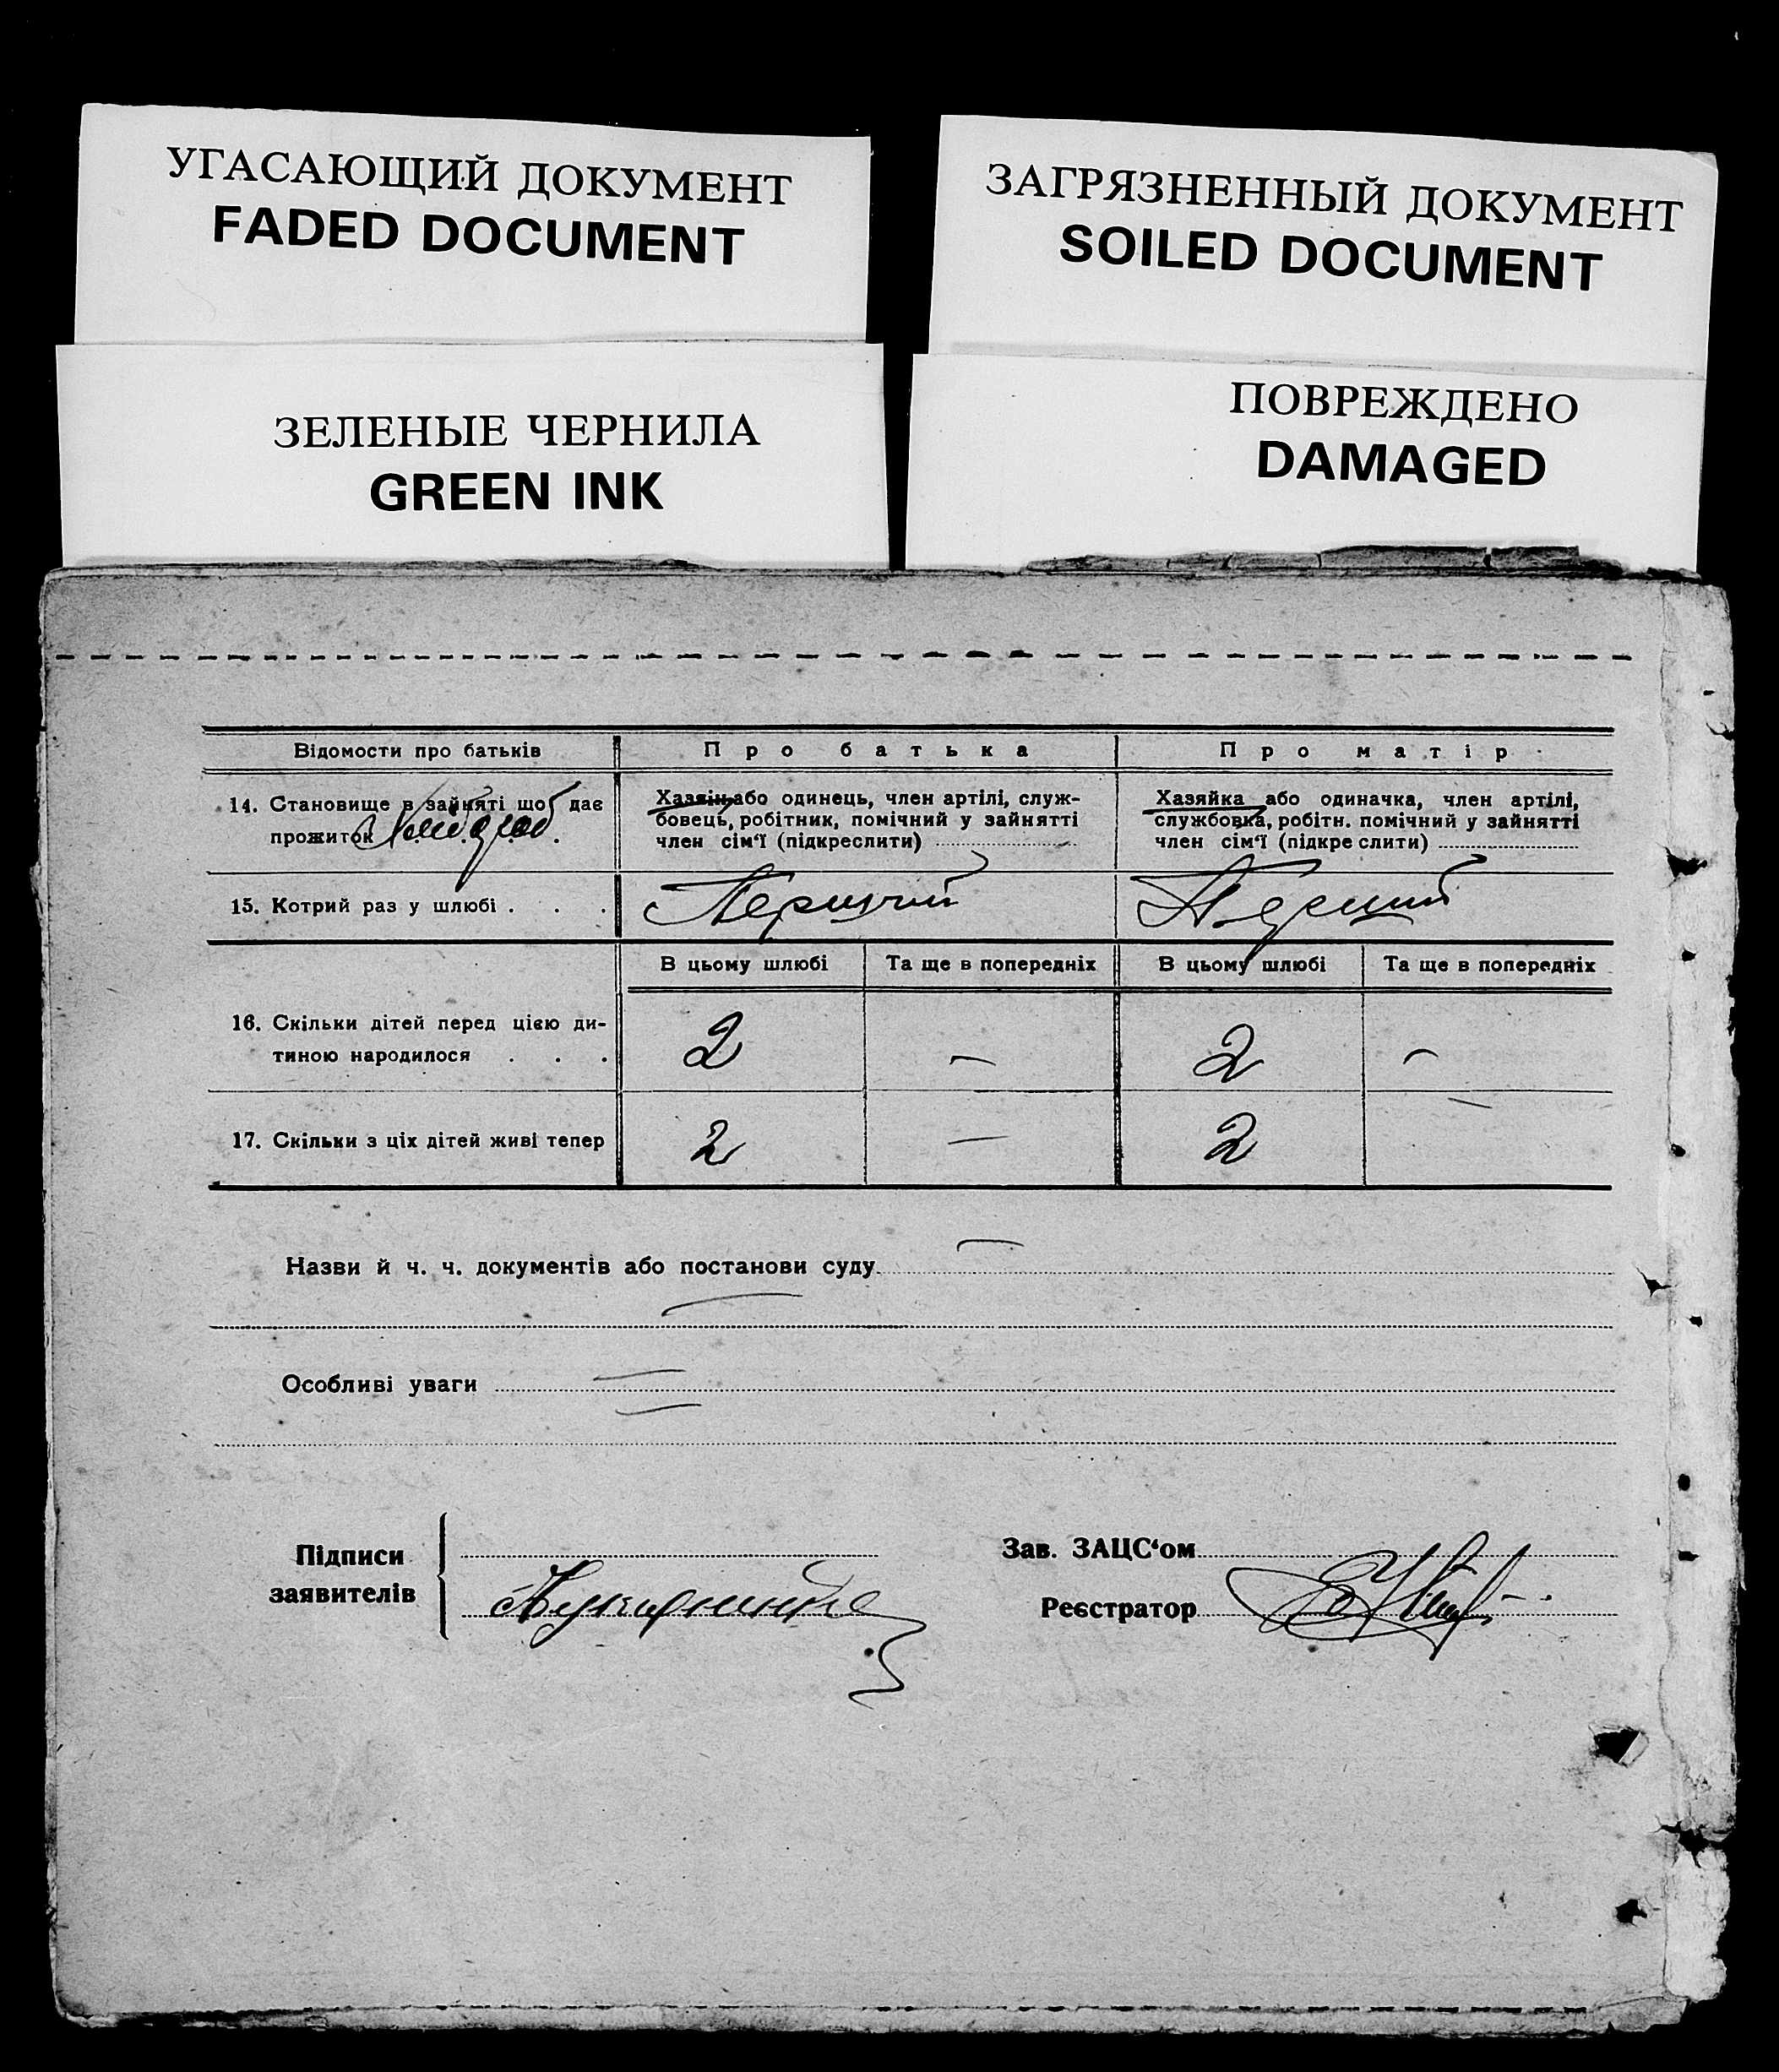 УГАСАЮЩИЙ ДОКУМЕНТ
FADED DOCUMENT
ЗАГРЯЗНЕННЫЙ ДОКУМЕНТ
SOILED DOCUMENT
ЗЕЛЕНЫЕ ЧЕРНИЛА
GREEN INK
ПОВРЕЖДЕНО
DAMAGED
Відомости про батьків
Про батька
Про матір
14. Становище в зайняті що дає
прожиток
Хазяїн або одинець, член артілі, служ-
бовець, робітник, помічний у зайнятті
член сім'ї (підкреслити)
Хазяйка або одиначка, член артілі,
службовка, робітн. помічний у зайнятті
член сім'ї (підкреслити)
15. Котрий раз у шлюбі . . .
В цьому шлюбі
Та ще в попередніх
В цьому шлюбі
Та ще в попередніх
16. Скільки дітей перед цією ди-
тиною народилося . . .
2
—
2
—
17. Скільки з ціх дітей живі тепер
2
—
2
—
Назви й ч. ч. документів або постанови суду —
—
Особливі уваги —
Підписи
заявителів
Зав. ЗАЦС'ом
Реєстратор